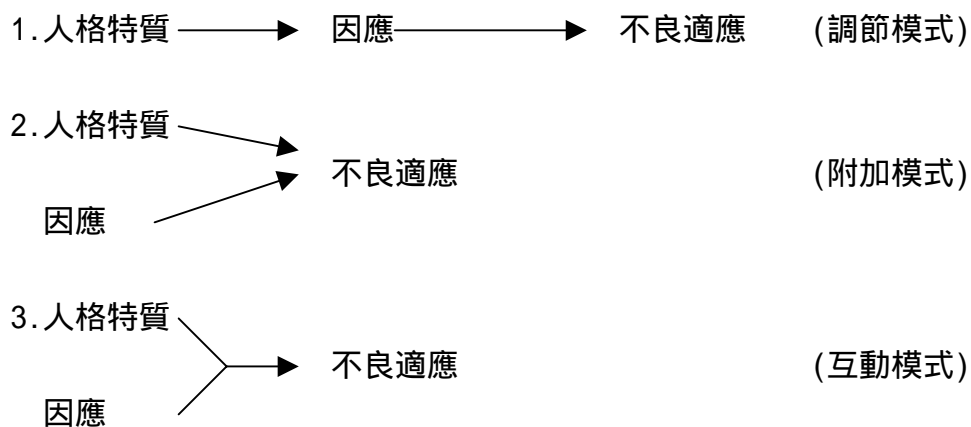 1.人格特質 因應 不良適應 (調節模式)
2.人格特質
不良適應 (附加模式)
因應
3.人格特質
不良適應 (互動模式)
因應